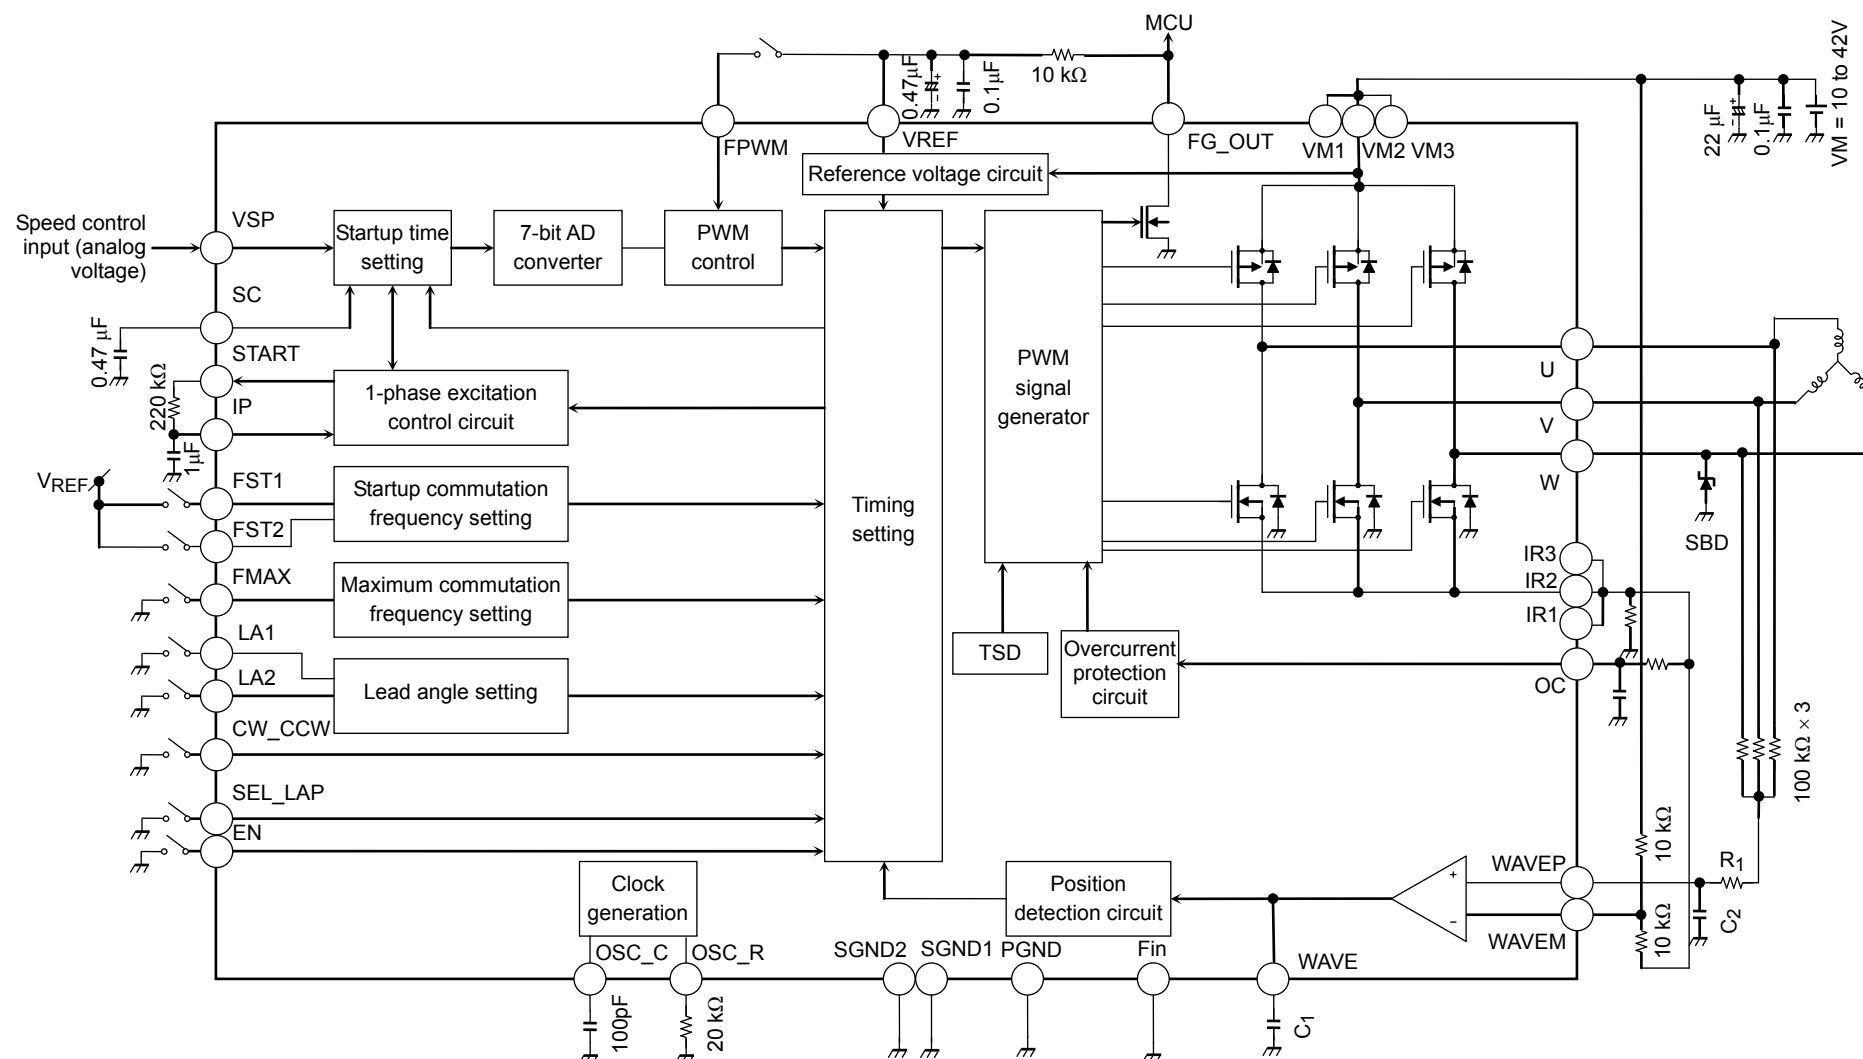 MCU
0.47μF
+
−
0.1μF
10 kΩ
22 μF
+
−
0.1μF
VM = 10 to 42V
FPWM
VREF
FG_OUT
VM1
VM2
VM3
Reference voltage circuit
Speed control
input (analog
voltage)
VSP
Startup time
setting
7-bit AD
converter
PWM
control
SC
0.47 μF
START
220 kΩ
IP
1μF
1-phase excitation
control circuit
PWM
signal
generator
U
V
W
VREF
FST1
FST2
Startup commutation
frequency setting
Timing
setting
SBD
FMAX
Maximum commutation
frequency setting
IR3
IR2
IR1
LA1
LA2
Lead angle setting
TSD
Overcurrent
protection
circuit
OC
CW_CCW
100 kΩ × 3
SEL_LAP
EN
10 kΩ
10 kΩ
Clock
generation
Position
detection circuit
+
−
WAVEP
WAVEM
R1
C2
OSC_C
OSC_R
SGND2
SGND1
PGND
Fin
WAVE
100pF
20 kΩ
C1